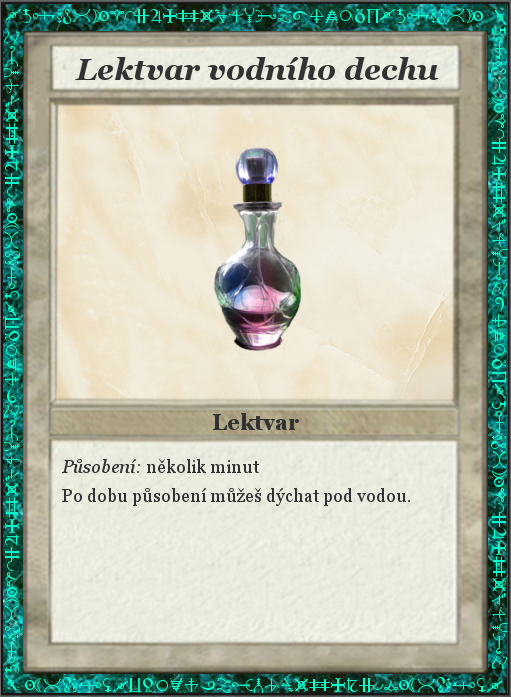 Lektvar vodního dechu
Lektvar
Působení: několik minut
Po dobu působení můžeš dýchat pod vodou.